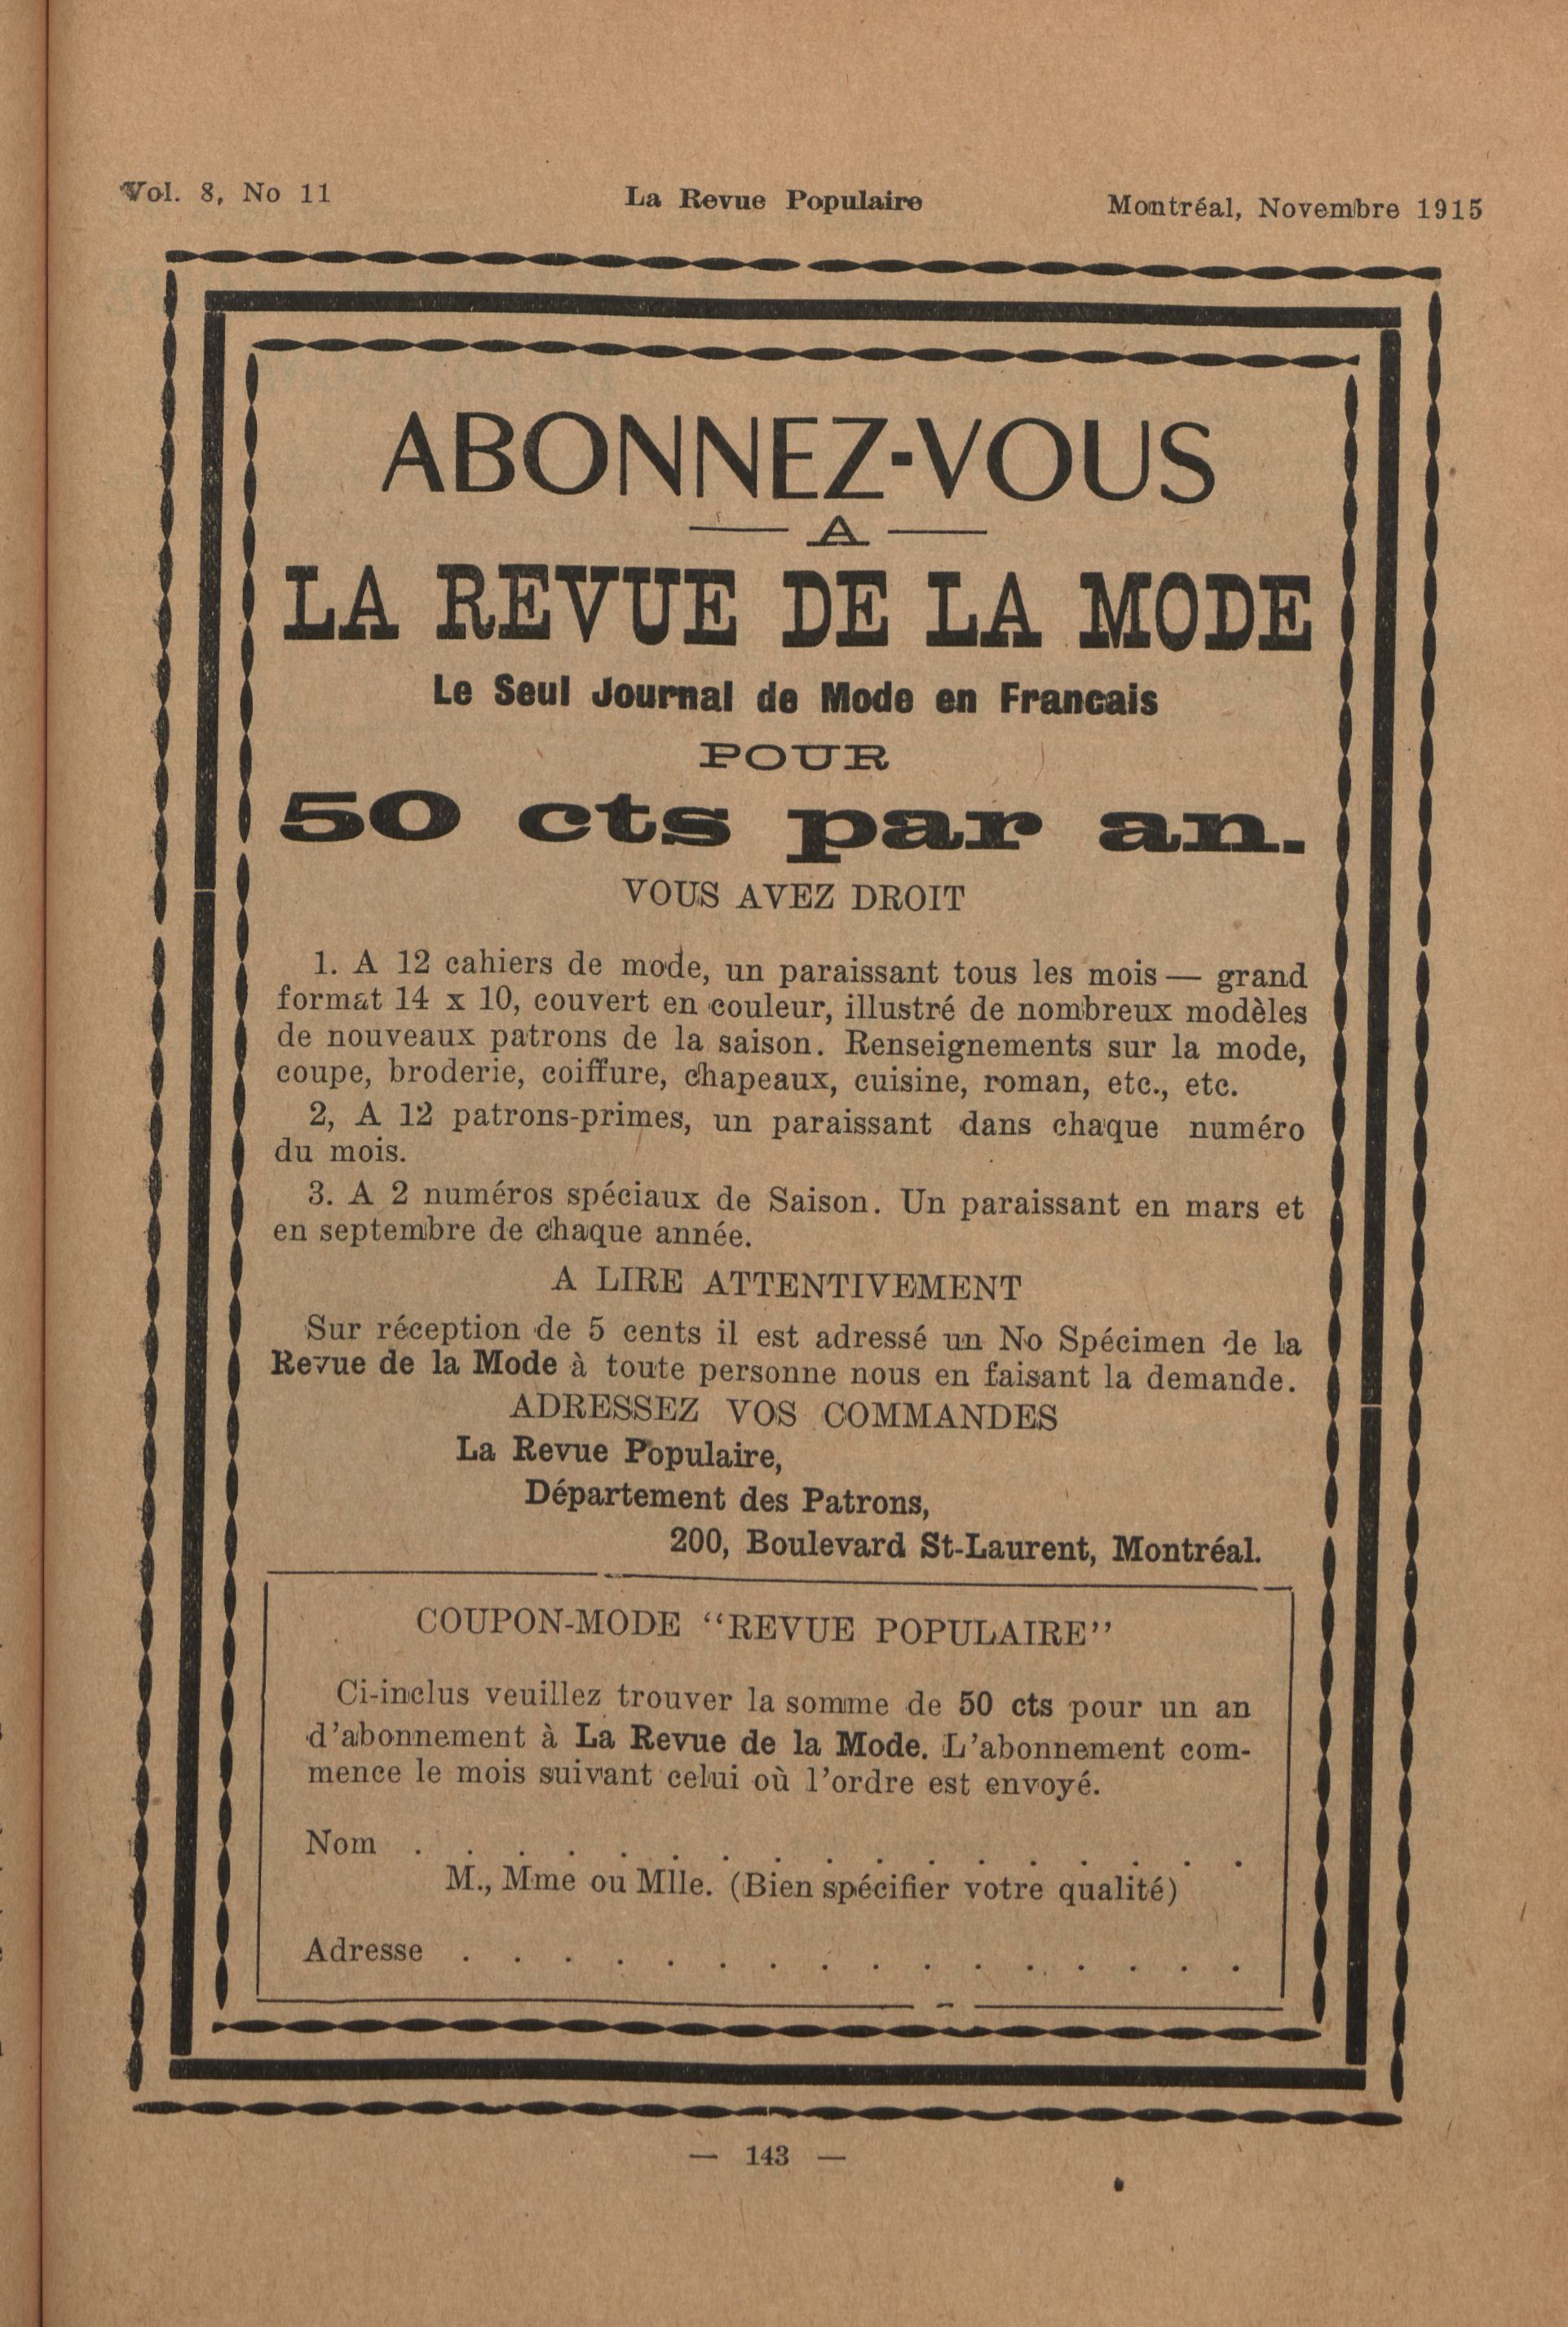 Vol. 8, No 11 La Revue Populaire Montréal, Novembre 1915
ABONNEZ-VOUS
— A —
LA REVUE DE LA MODE
Le Seul Journal de Mode en Francais
POUR
50 cts par an.
VOUS AVEZ DROIT
1. A 12 cahiers de mode, un paraissant tous les mois — grand
format 14 x 10, couvert en couleur, illustré de nombreux modèles
de nouveaux patrons de la saison. Renseignements sur la mode,
coupe, broderie, coiffure, chapeaux, cuisine, roman, etc., etc.
2, A 12 patrons-primes, un paraissant dans chaque numéro
du mois.
3. A 2 numéros spéciaux de Saison. Un paraissant en mars et
en septembre de chaque année.
A LIRE ATTENTIVEMENT
Sur réception de 5 cents il est adressé un No Spécimen de la
Revue de la Mode à toute personne nous en faisant la demande.
ADRESSEZ VOS COMMANDES
La Revue Populaire,
Département des Patrons,
200, Boulevard St-Laurent, Montréal.
COUPON-MODE "REVUE POPULAIRE"
Ci-inclus veuillez trouver la somme de 50 cts pour un an
d'abonnement à La Revue de la Mode. L'abonnement com-
mence le mois suivant celui où l'ordre est envoyé.
Nom . . . . . . . . . . . . . . . . .
M., Mme ou Mlle. (Bien spécifier votre qualité)
Adresse . . . . . . . . . . . . . . . .
— 143 —